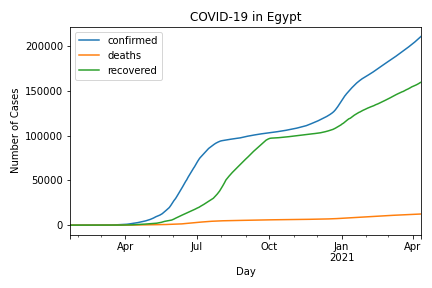 COVID-19 in Egypt
confirmed
deaths
recovered
Number of Cases
200000
150000
100000
50000
0
Apr
Jul
Oct
Jan
2021
Apr
Day